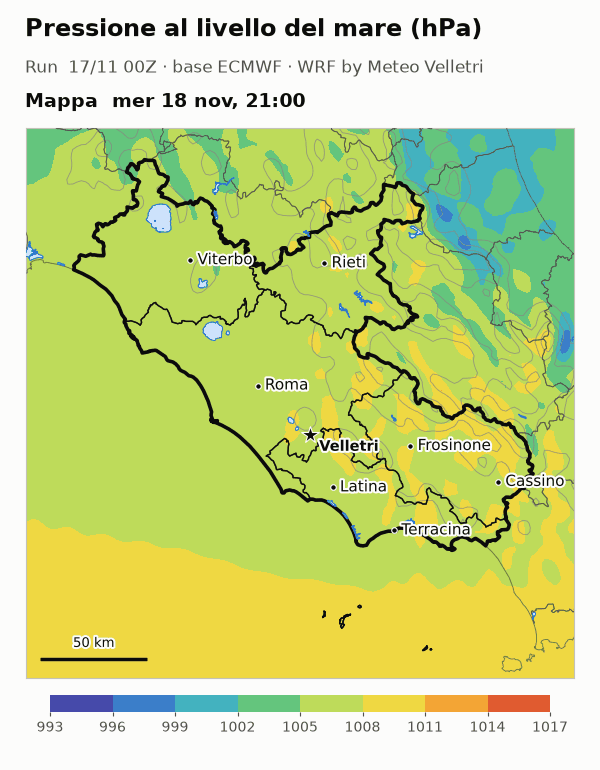 Pressione al livello del mare (hPa)
Run  17/11 00Z · base ECMWF · WRF by Meteo Velletri
Mappa  mer 18 nov, 21:00
Viterbo
Rieti
Roma
Velletri
Frosinone
Latina
Cassino
Terracina
50 km
993 996 999 1002 1005 1008 1011 1014 1017